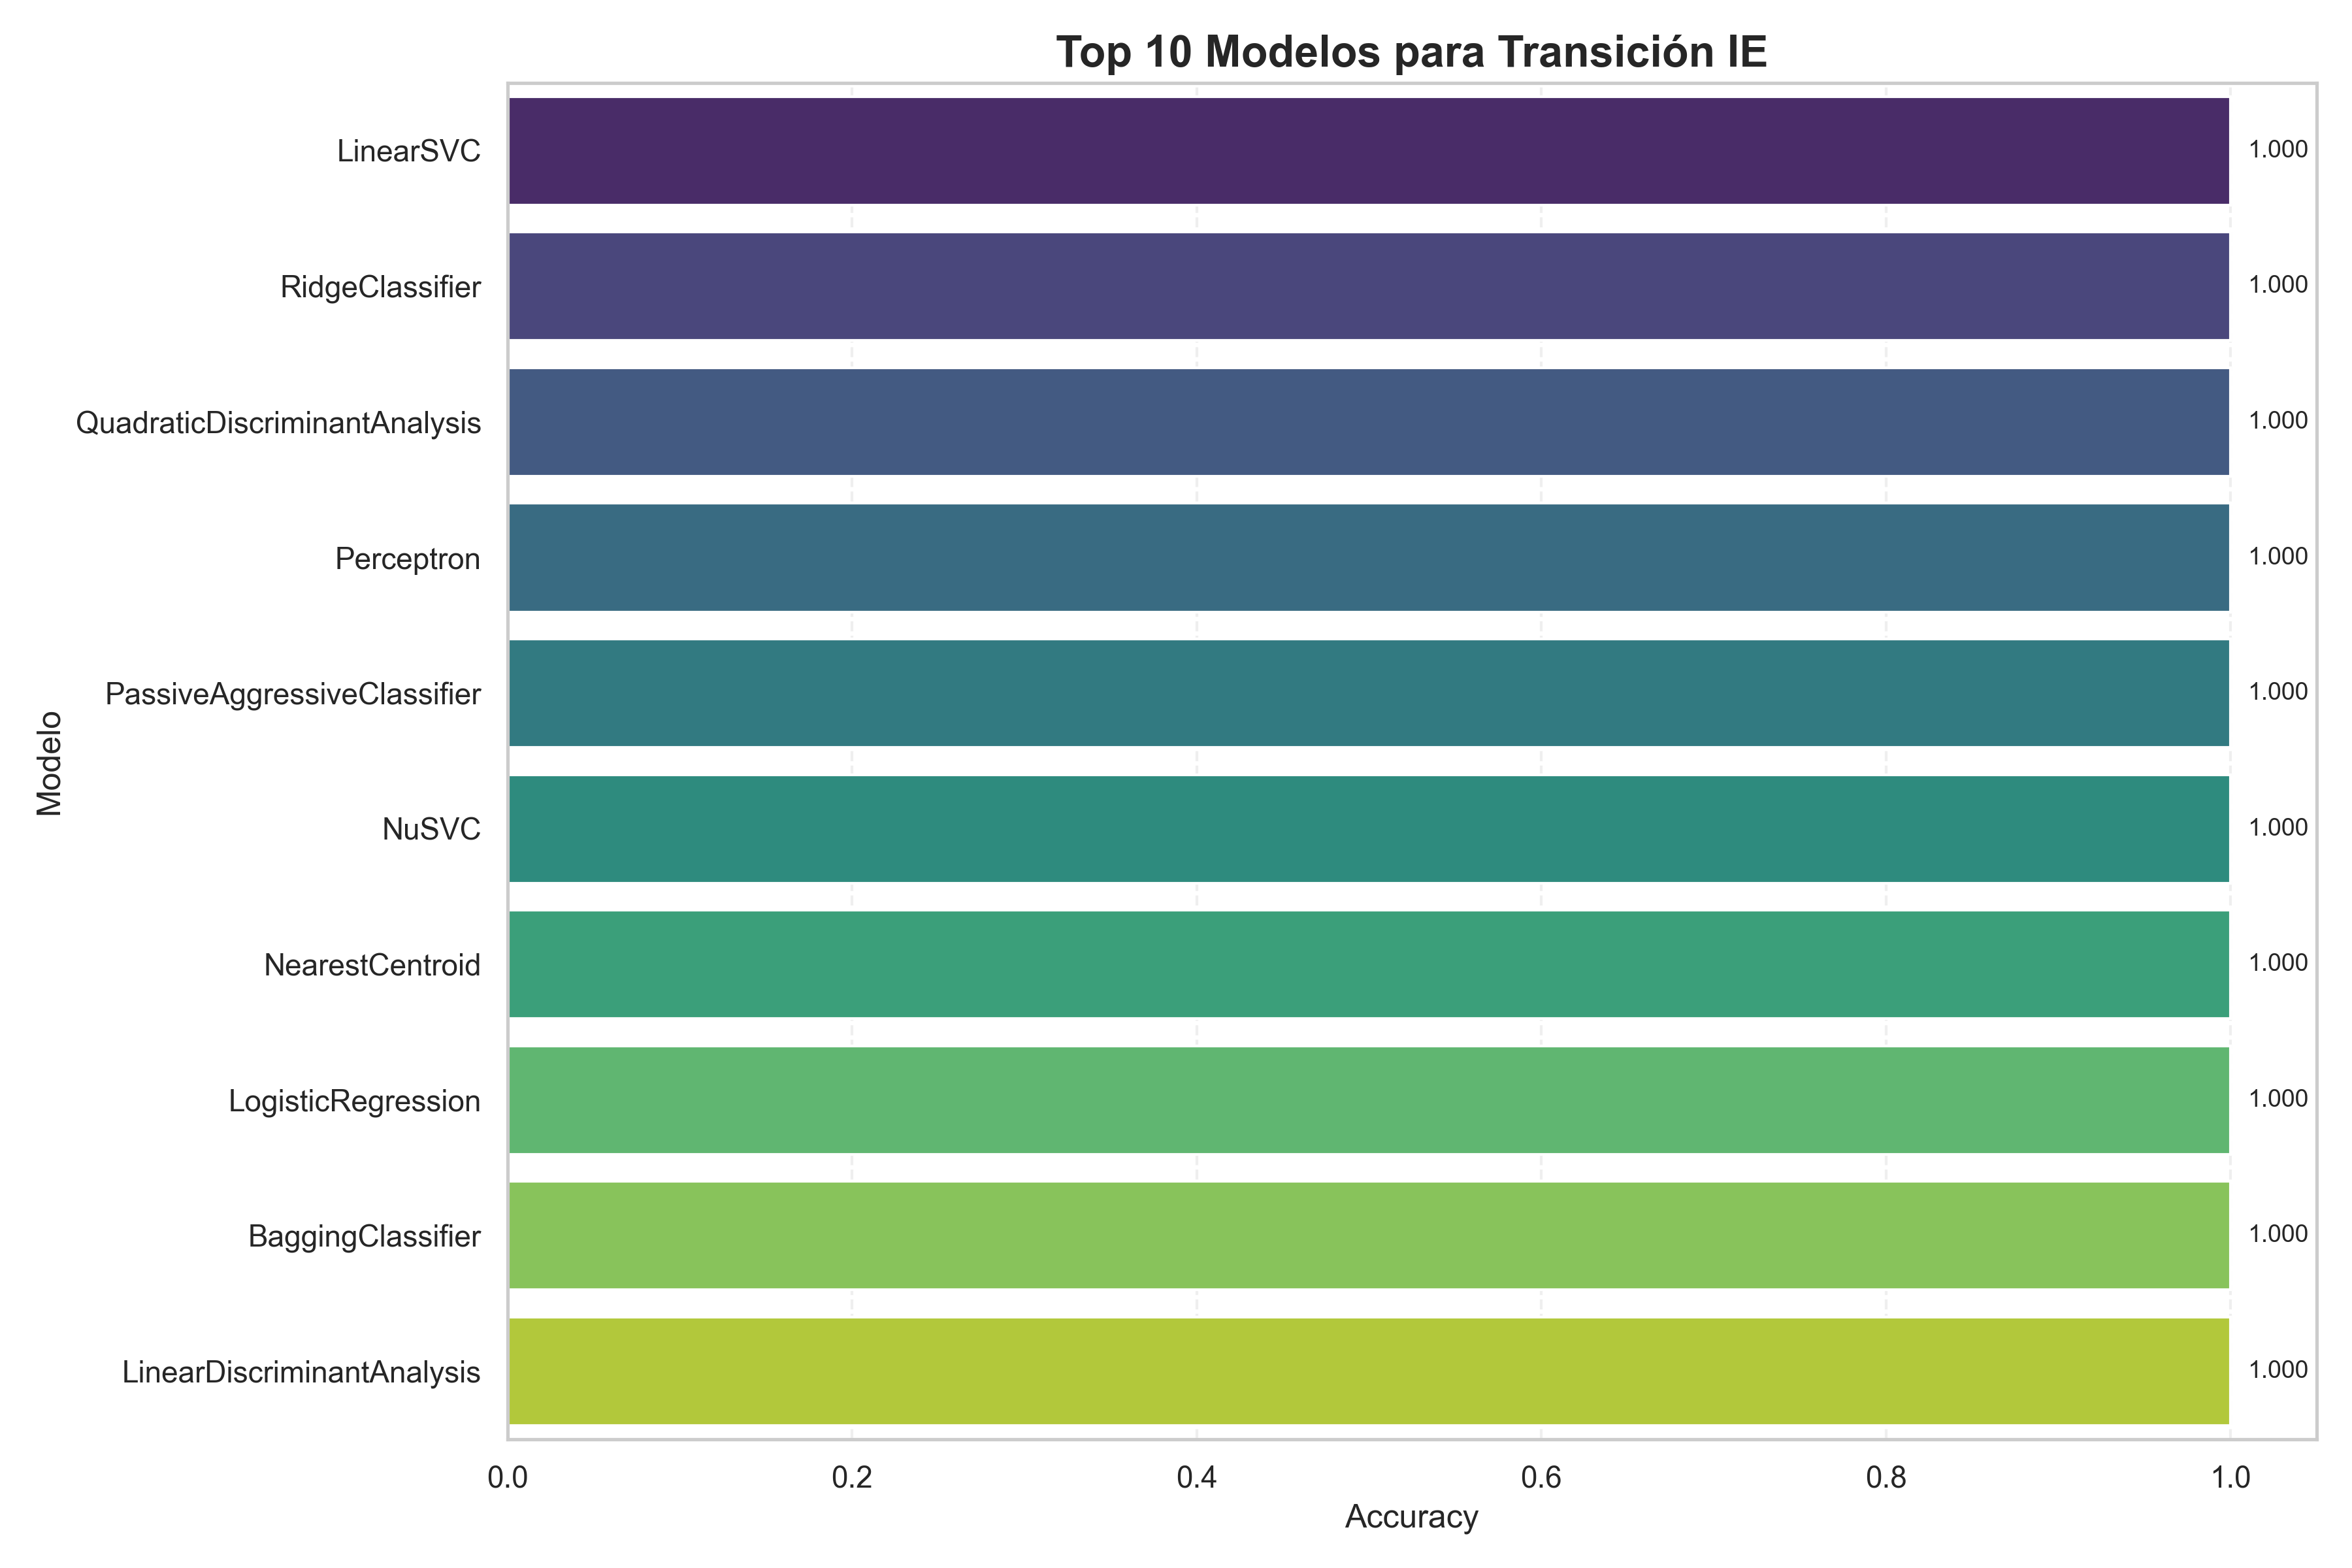 Top 10 Modelos para Transición IE
Modelo
LinearSVC 1.000
RidgeClassifier 1.000
QuadraticDiscriminantAnalysis 1.000
Perceptron 1.000
PassiveAggressiveClassifier 1.000
NuSVC 1.000
NearestCentroid 1.000
LogisticRegression 1.000
BaggingClassifier 1.000
LinearDiscriminantAnalysis 1.000
0.0 0.2 0.4 0.6 0.8 1.0
Accuracy